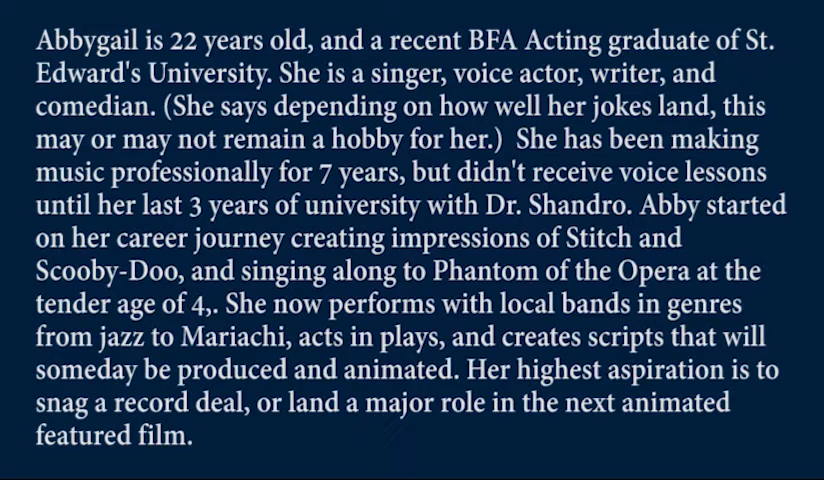 Abbygail is 22 years old, and a recent BFA Acting graduate of St.
Edward's University. She is a singer, voice actor, writer, and
comedian. (She says depending on how well her jokes land, this
may or may not remain a hobby for her.)  She has been making
music professionally for 7 years, but didn't receive voice lessons
until her last 3 years of university with Dr. Shandro. Abby started
on her career journey creating impressions of Stitch and
Scooby-Doo, and singing along to Phantom of the Opera at the
tender age of 4,. She now performs with local bands in genres
from jazz to Mariachi, acts in plays, and creates scripts that will
someday be produced and animated. Her highest aspiration is to
snag a record deal, or land a major role in the next animated
featured film.